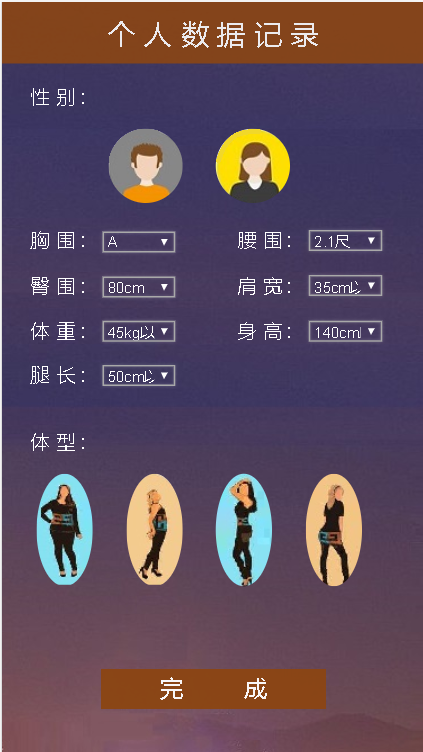 个人数据记录
性别：
胸围： A 腰围： 2.1尺
臀围： 80cm 肩宽： 35cm以
体重： 45kg以 身高： 140cm
腿长： 50cm以
体型：
完 成